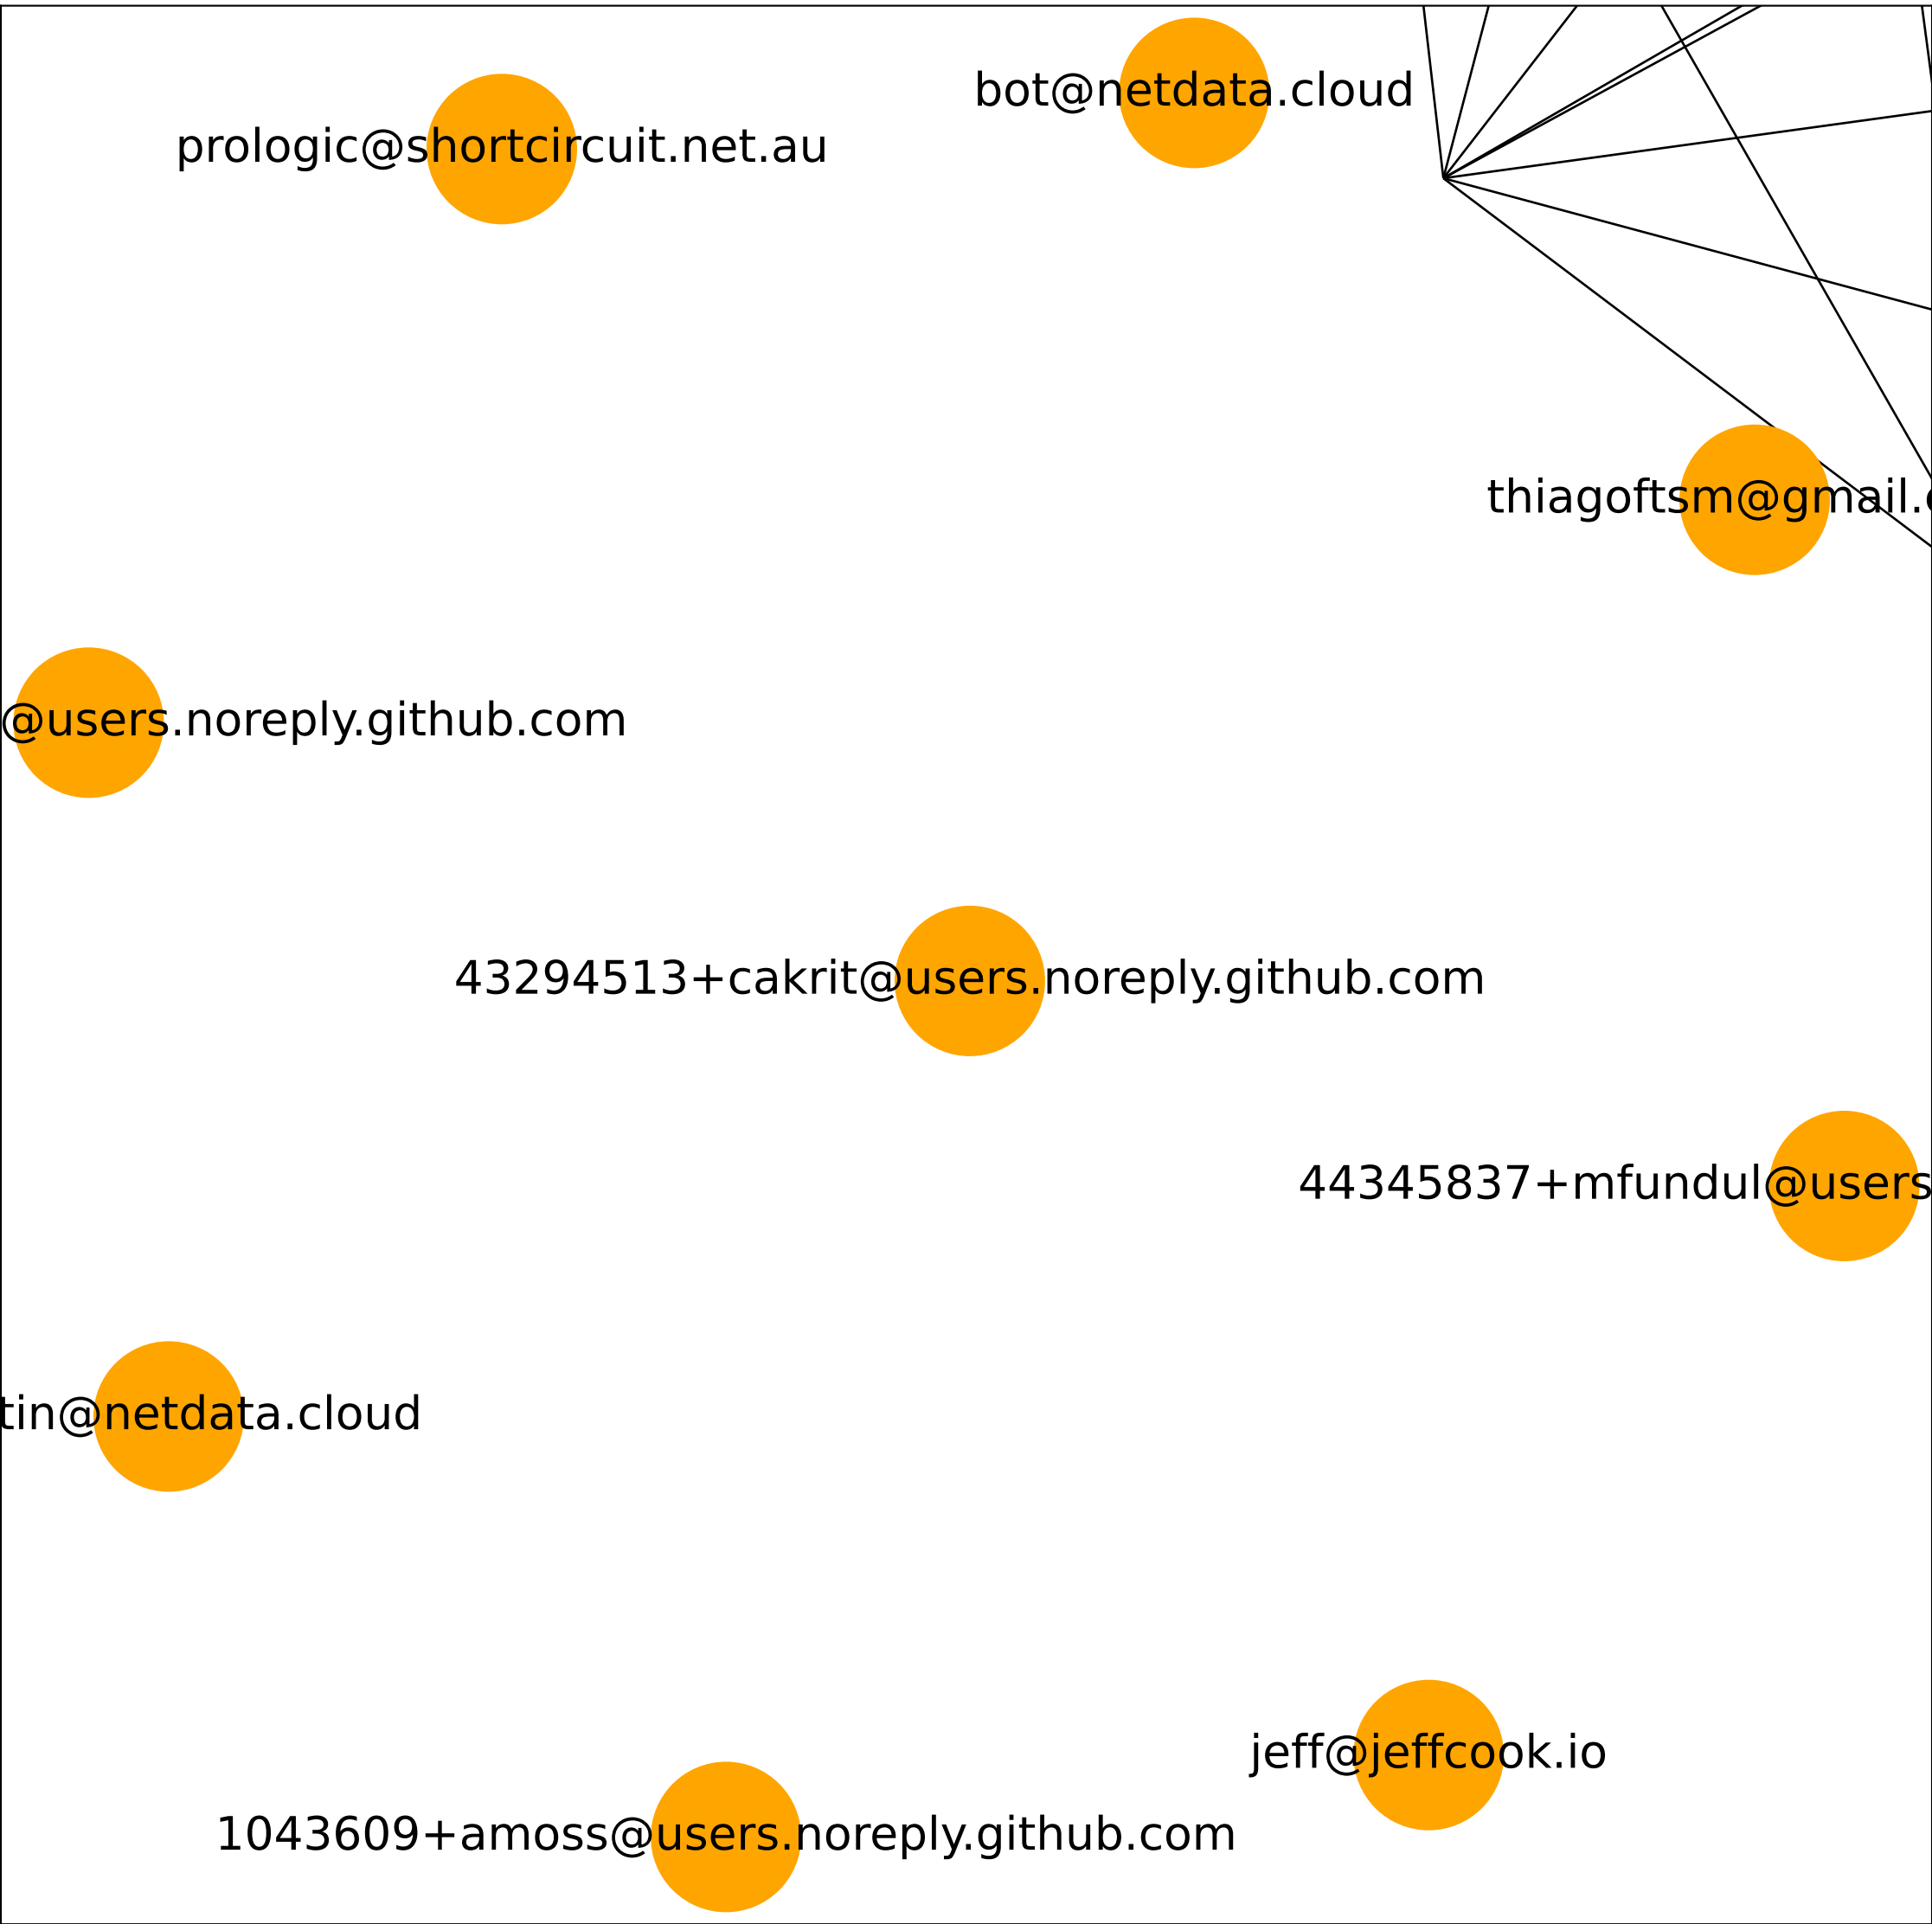 bot@netdata.cloud
prologic@shortcircuit.net.au
thiagoftsm@gmail.
@users.noreply.github.com
43294513+cakrit@users.noreply.github.com
44345837+mfundul@users
tin@netdata.cloud
jeff@jeffcook.io
1043609+amoss@users.noreply.github.com